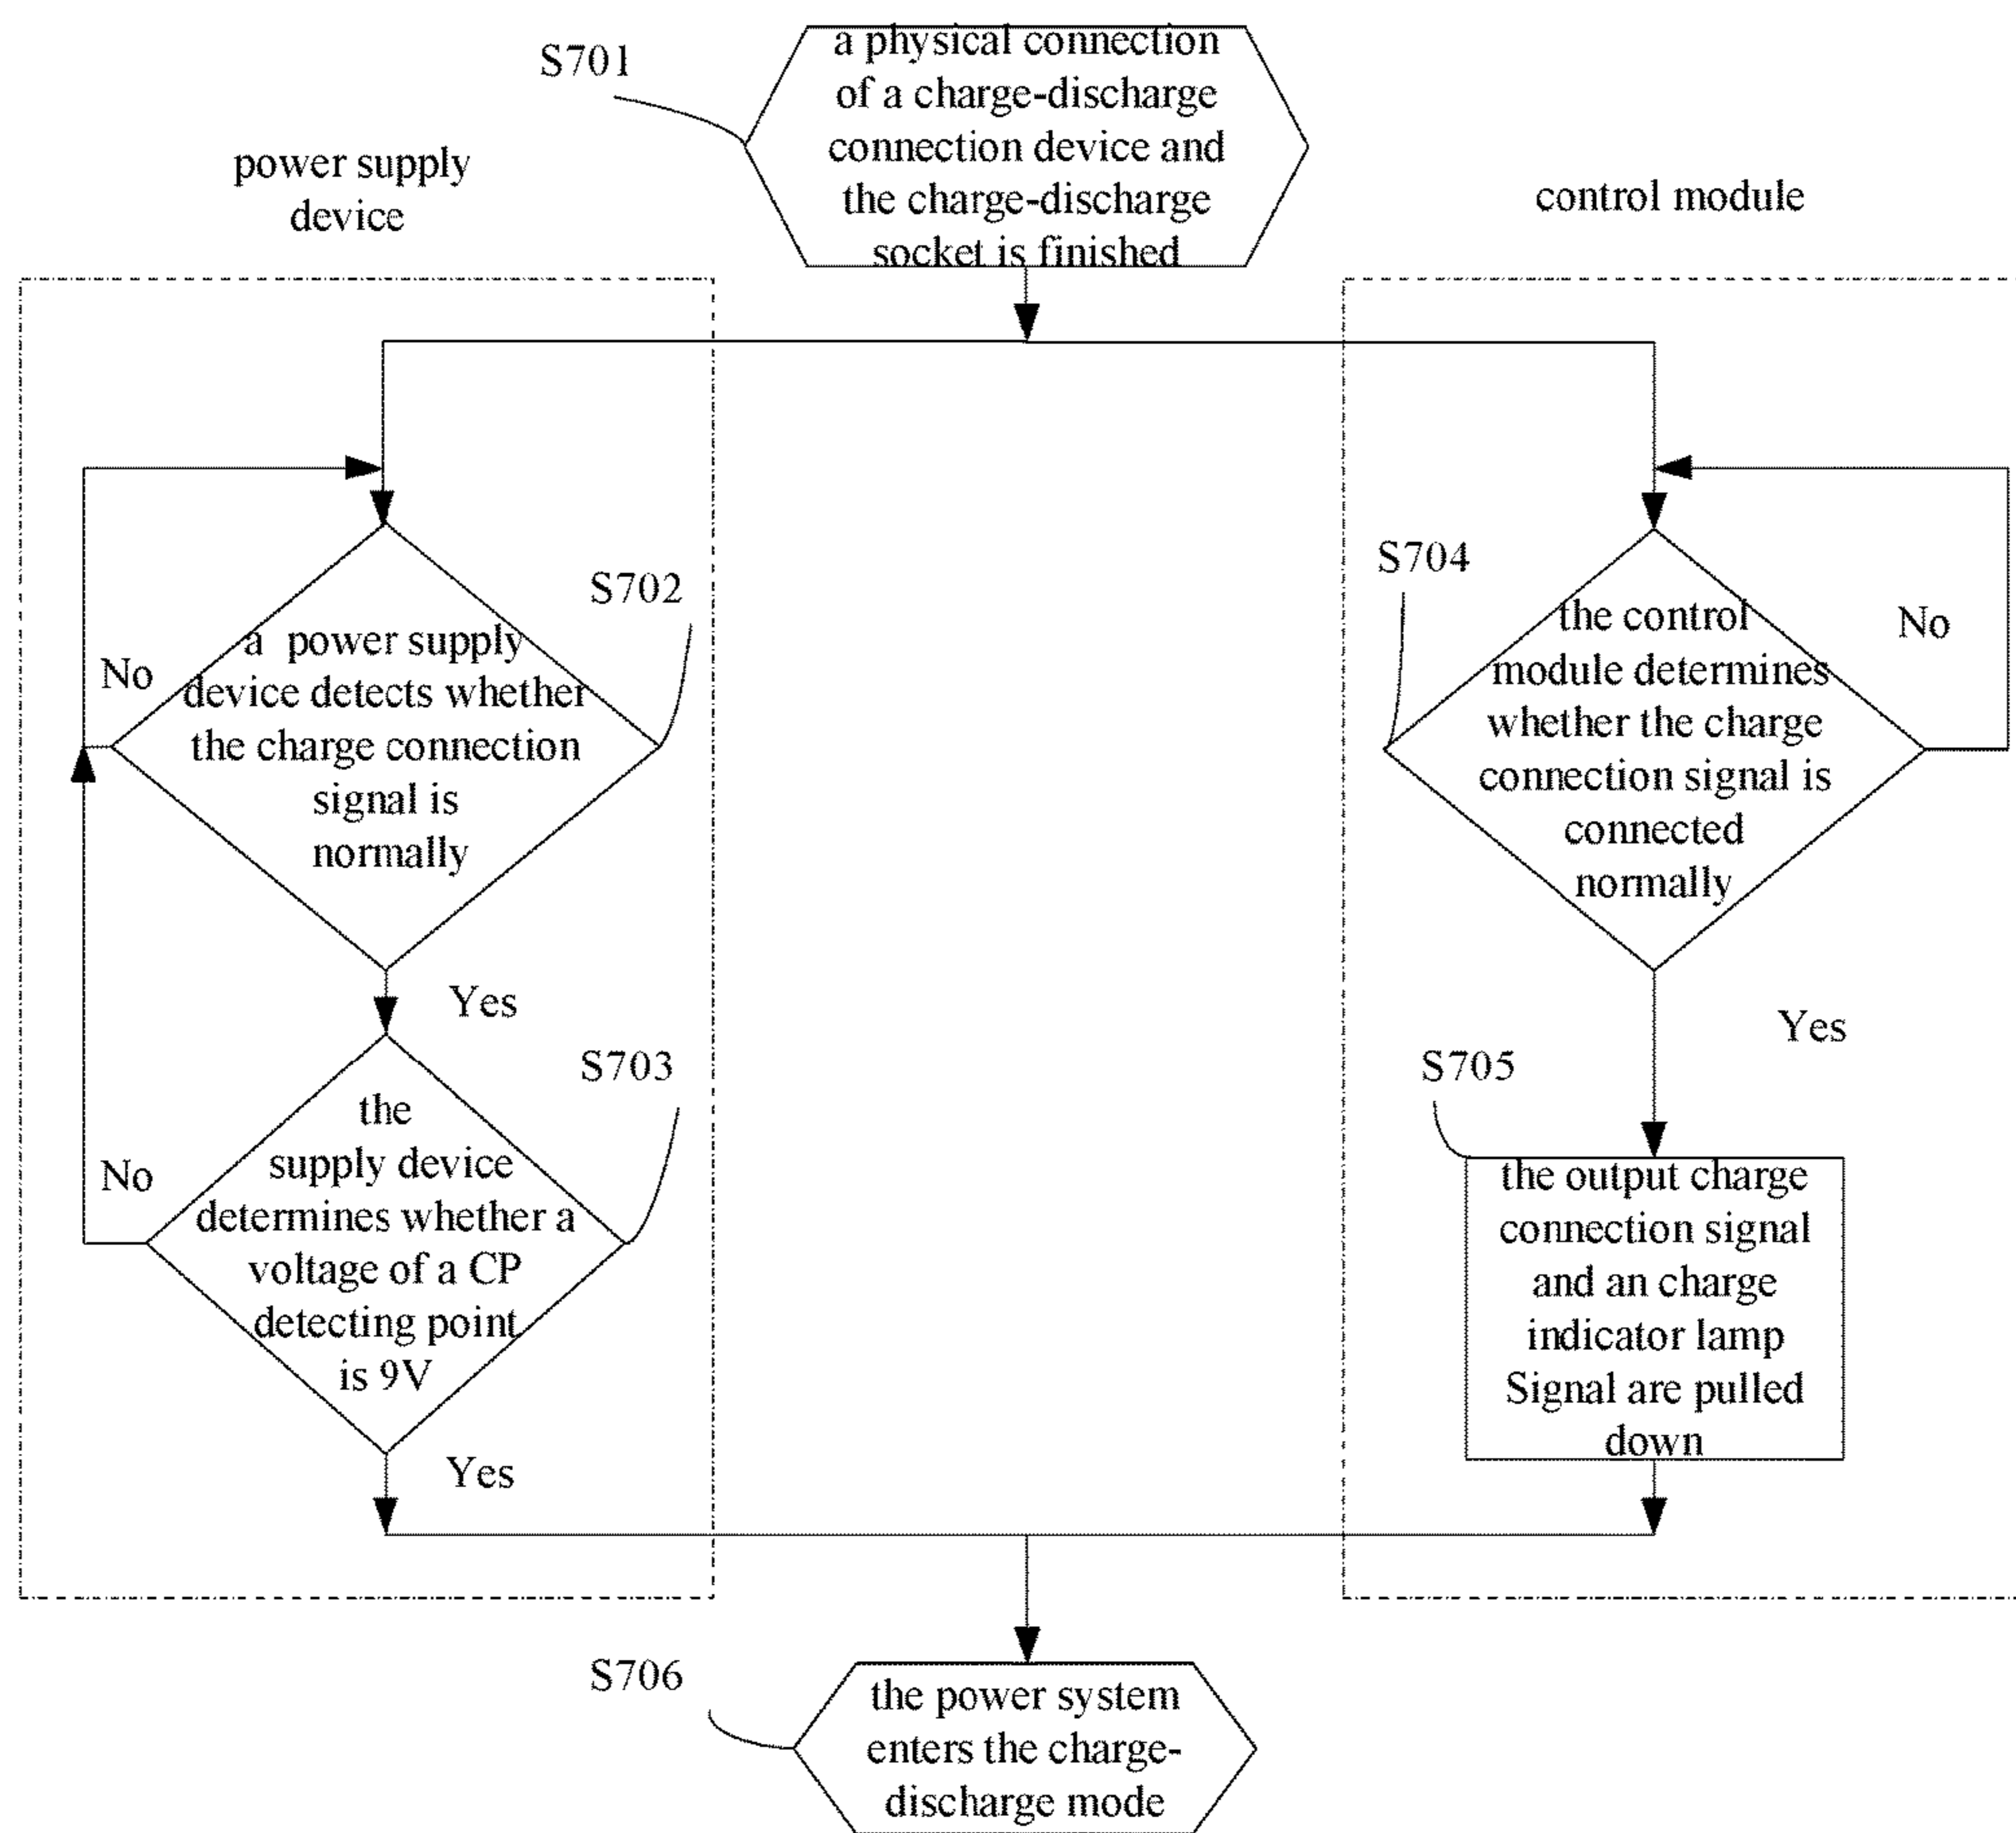 S701
a physical connection
of a charge-discharge
connection device and
the charge-discharge
socket is finished
power supply
device
control module
S702
No
a power supply
device detects whether
the charge connection
signal is
normally
Yes
S703
No
the
supply device
determines whether a
voltage of a CP
detecting point
is 9V
Yes
S704
the control
module determines
whether the charge
connection signal is
connected
normally
No
Yes
S705
the output charge
connection signal
and an charge
indicator lamp
Signal are pulled
down
S706
the power system
enters the charge-
discharge mode